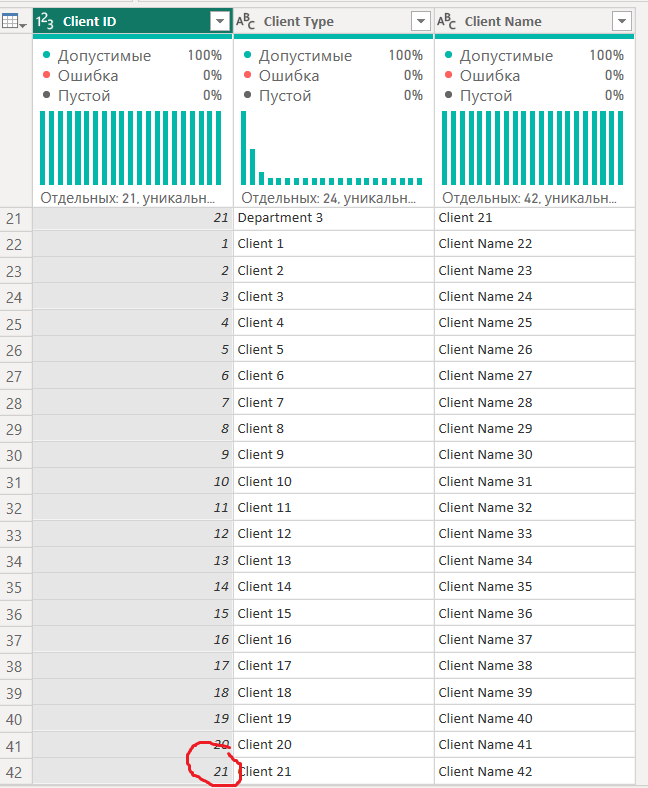 1²3 Client ID ABC Client Type ABC Client Name
Допустимые 100% Допустимые 100% Допустимые 100%
Ошибка 0% Ошибка 0% Ошибка 0%
Пустой 0% Пустой 0% Пустой 0%
Отдельных: 21, уникальн... Отдельных: 24, уникальн... Отдельных: 42, уникальн...
21 21 Department 3 Client 21
22 1 Client 1 Client Name 22
23 2 Client 2 Client Name 23
24 3 Client 3 Client Name 24
25 4 Client 4 Client Name 25
26 5 Client 5 Client Name 26
27 6 Client 6 Client Name 27
28 7 Client 7 Client Name 28
29 8 Client 8 Client Name 29
30 9 Client 9 Client Name 30
31 10 Client 10 Client Name 31
32 11 Client 11 Client Name 32
33 12 Client 12 Client Name 33
34 13 Client 13 Client Name 34
35 14 Client 14 Client Name 35
36 15 Client 15 Client Name 36
37 16 Client 16 Client Name 37
38 17 Client 17 Client Name 38
39 18 Client 18 Client Name 39
40 19 Client 19 Client Name 40
41 20 Client 20 Client Name 41
42 21 Client 21 Client Name 42